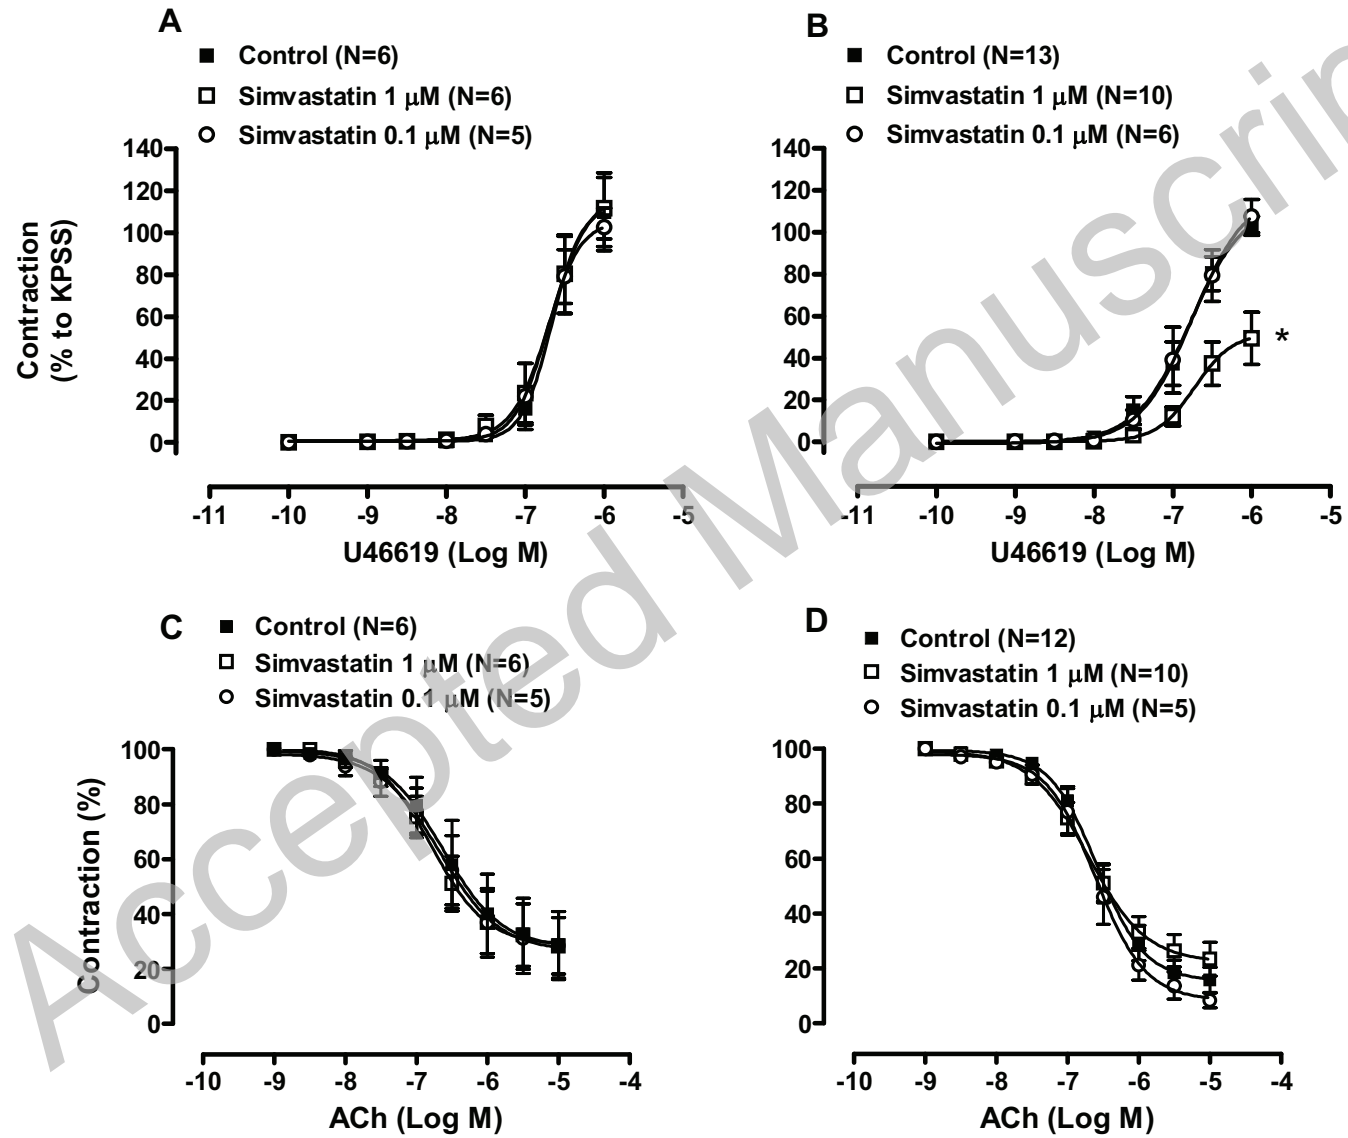 A
Control (N=6)
Simvastatin 1 μM (N=6)
Simvastatin 0.1 μM (N=5)
140
120
100
80
60
40
20
0
Contraction
(% to KPSS)
-11 -10 -9 -8 -7 -6 -5
U46619 (Log M)
B
Control (N=13)
Simvastatin 1 μM (N=10)
Simvastatin 0.1 μM (N=6)
140
120
100
80
60
40
20
0
*
-11 -10 -9 -8 -7 -6 -5
U46619 (Log M)
C
Control (N=6)
Simvastatin 1 μM (N=6)
Simvastatin 0.1 μM (N=5)
100
80
60
40
20
0
Contraction (%)
-10 -9 -8 -7 -6 -5 -4
ACh (Log M)
D
Control (N=12)
Simvastatin 1 μM (N=10)
Simvastatin 0.1 μM (N=5)
100
80
60
40
20
0
-10 -9 -8 -7 -6 -5 -4
ACh (Log M)
Accepted Manuscrip